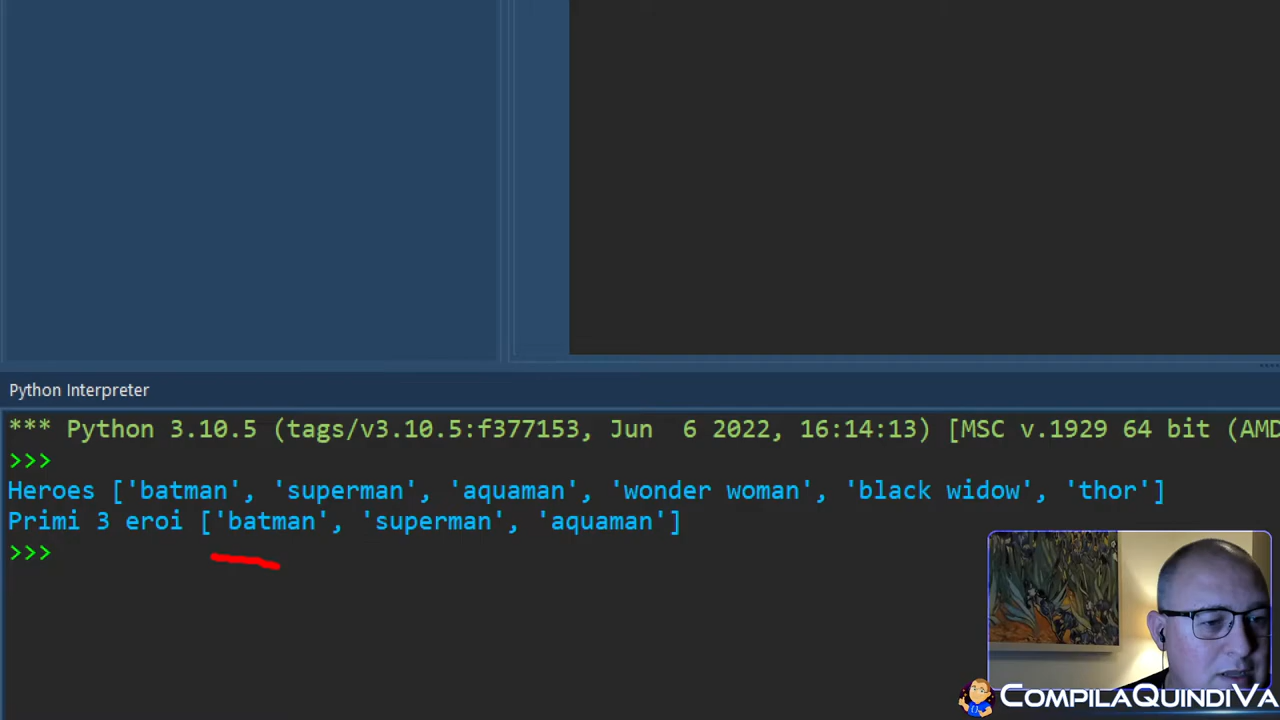 Python Interpreter
*** Python 3.10.5 (tags/v3.10.5:f377153, Jun  6 2022, 16:14:13) [MSC v.1929 64 bit (AMD
>>>
Heroes ['batman', 'superman', 'aquaman', 'wonder woman', 'black widow', 'thor']
Primi 3 eroi ['batman', 'superman', 'aquaman']
>>>
COMPILAQUINDIVA